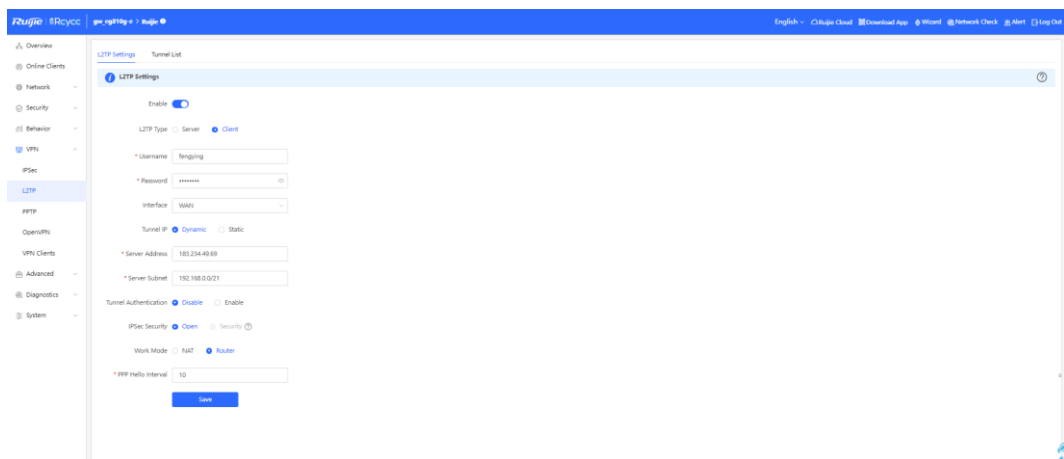 Ruijie Rcycc gw_eg810g-e > Ruijie English Ruijie Cloud Download App Wizard Network Check Alert Log Out
Overview
Online Clients
Network
Security
Behavior
VPN
IPSec
L2TP
PPTP
OpenVPN
VPN Clients
Advanced
Diagnostics
System
L2TP Settings Tunnel List
L2TP Settings
Enable
L2TP Type Server Client
* Username fengying
* Password ********
Interface WAN
Tunnel IP Dynamic Static
* Server Address 183.234.49.69
* Server Subnet 192.168.0.0/21
Tunnel Authentication Disable Enable
IPSec Security Open Security
Work Mode NAT Router
* PPP Hello Interval 10
Save